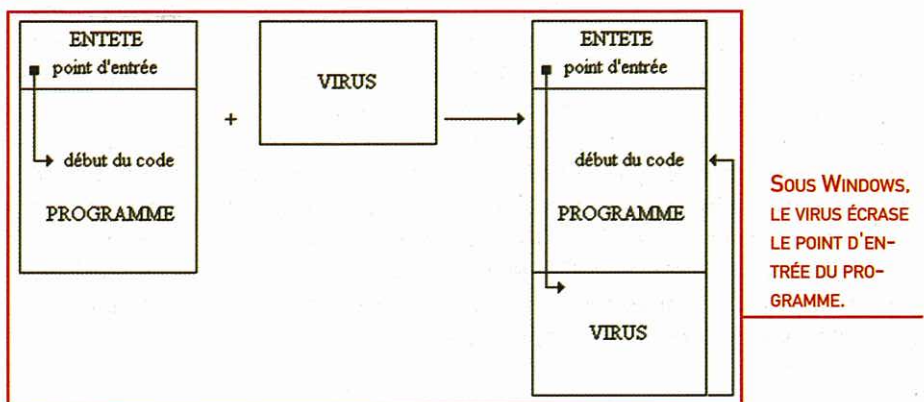 ENTETE
point d'entrée
début du code
PROGRAMME
+
VIRUS
ENTETE
point d'entrée
début du code
PROGRAMME
VIRUS
SOUS WINDOWS,
LE VIRUS ÉCRASE
LE POINT D'EN-
TRÉE DU PRO-
GRAMME.